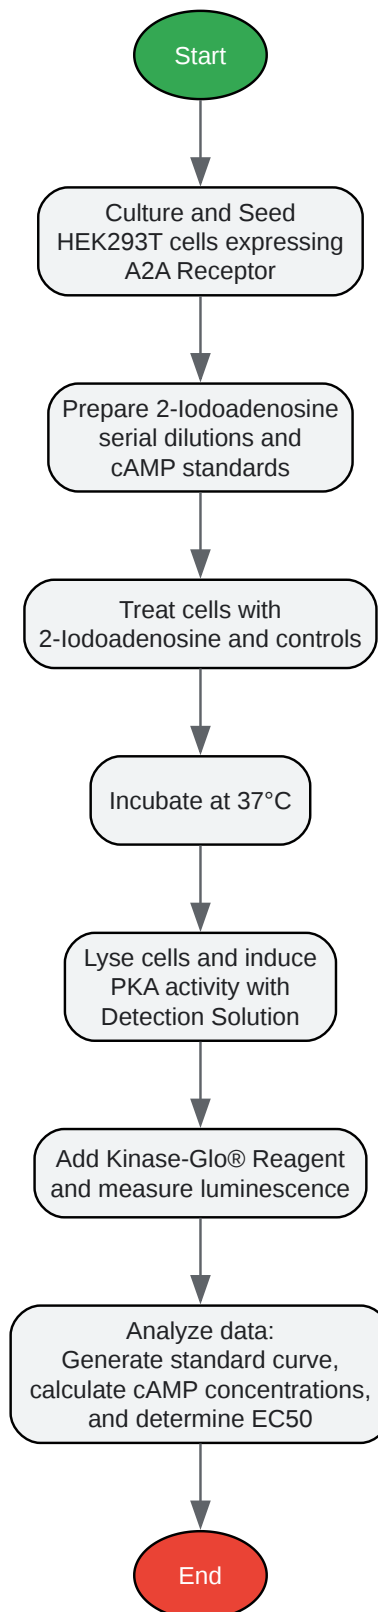 Start
Culture and Seed
HEK293T cells expressing
A2A Receptor
Prepare 2-Iodoadenosine
serial dilutions and
cAMP standards
Treat cells with
2-Iodoadenosine and controls
Incubate at 37°C
Lyse cells and induce
PKA activity with
Detection Solution
Add Kinase-Glo® Reagent
and measure luminescence
Analyze data:
Generate standard curve,
calculate cAMP concentrations,
and determine EC50
End